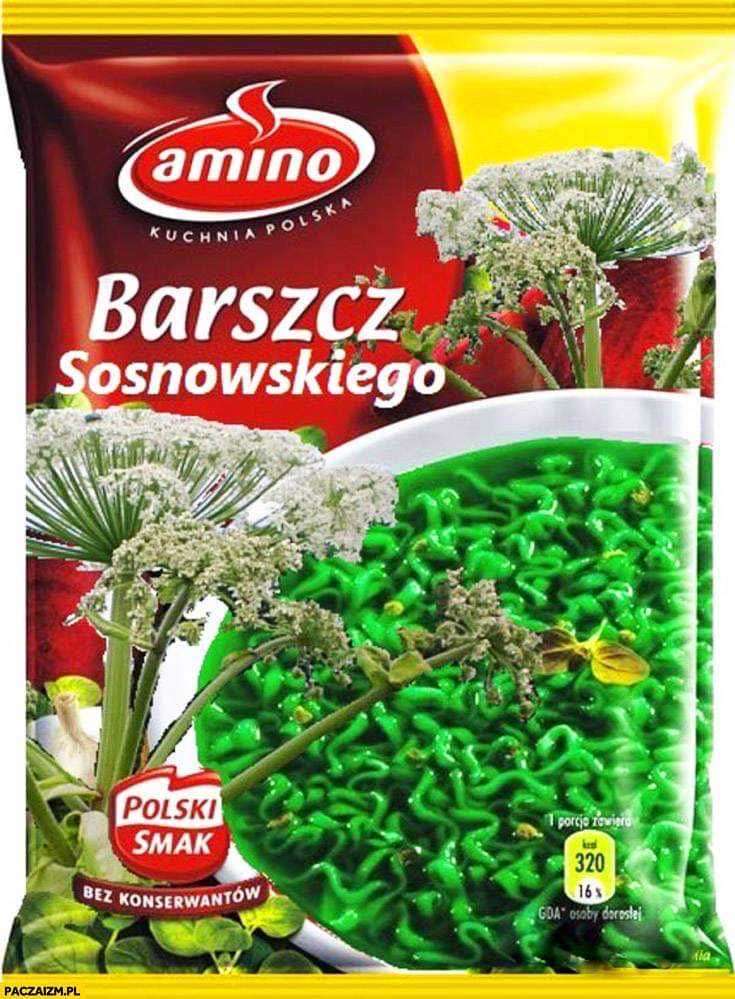 amino
KUCHNIA POLSKA
Barszcz
Sosnowskiego
POLSKI
SMAK
BEZ KONSERWANTÓW
1 porcja zawiera
kcal
320
16%
GDA* osoby dorosłej
PACZAIZM.PL